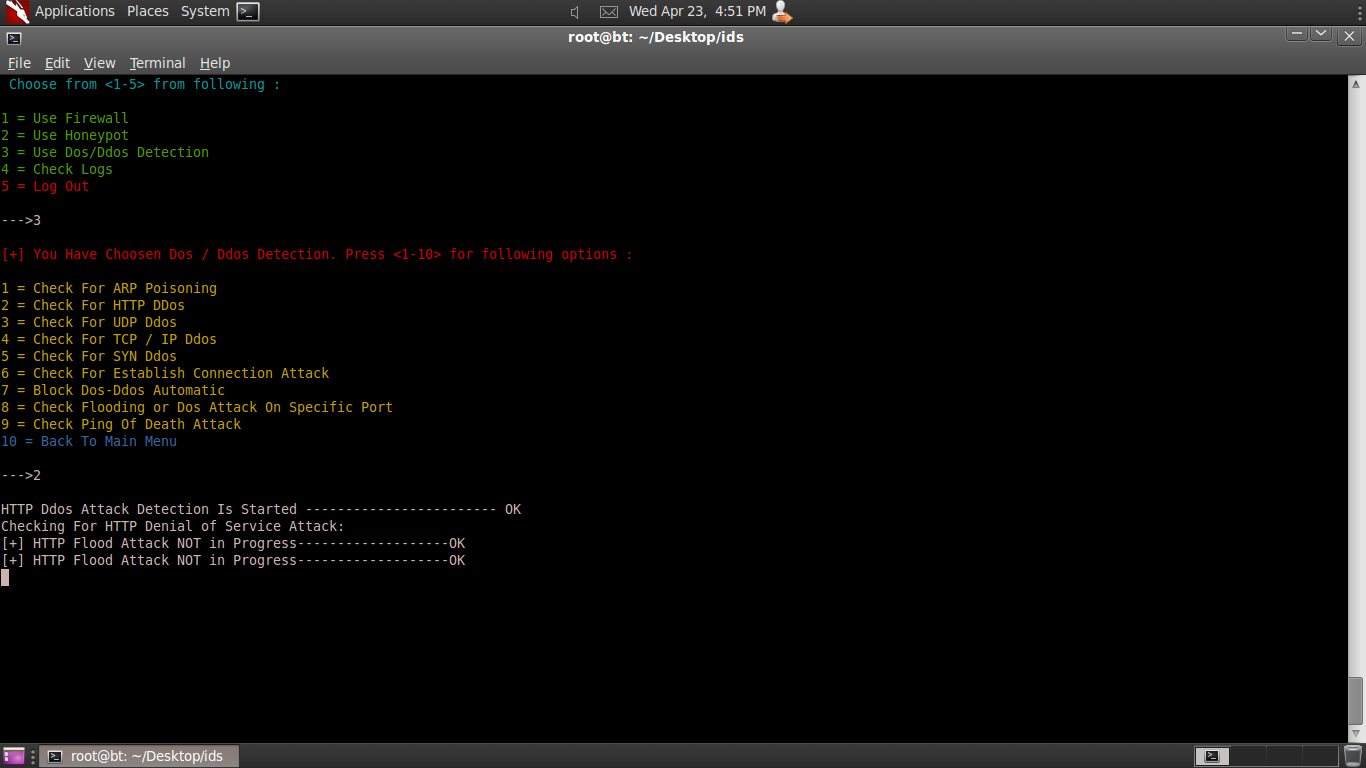 Applications Places System Wed Apr 23, 4:51 PM
root@bt: ~/Desktop/ids
File Edit View Terminal Help
Choose from <1-5> from following :
1 = Use Firewall
2 = Use Honeypot
3 = Use Dos/Ddos Detection
4 = Check Logs
5 = Log Out
--->3
[+] You Have Choosen Dos / Ddos Detection. Press <1-10> for following options :
1 = Check For ARP Poisoning
2 = Check For HTTP DDos
3 = Check For UDP Ddos
4 = Check For TCP / IP Ddos
5 = Check For SYN Ddos
6 = Check For Establish Connection Attack
7 = Block Dos-Ddos Automatic
8 = Check Flooding or Dos Attack On Specific Port
9 = Check Ping Of Death Attack
10 = Back To Main Menu
--->2
HTTP Ddos Attack Detection Is Started ------------------------ OK
Checking For HTTP Denial of Service Attack:
[+] HTTP Flood Attack NOT in Progress-------------------OK
[+] HTTP Flood Attack NOT in Progress-------------------OK
root@bt: ~/Desktop/ids